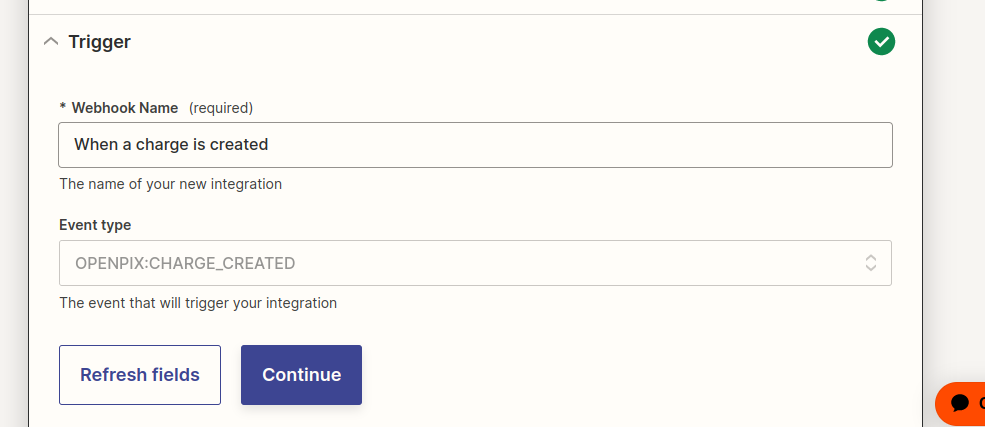 Trigger
* Webhook Name (required)
When a charge is created
The name of your new integration
Event type
OPENPIX:CHARGE_CREATED
The event that will trigger your integration
Refresh fields
Continue